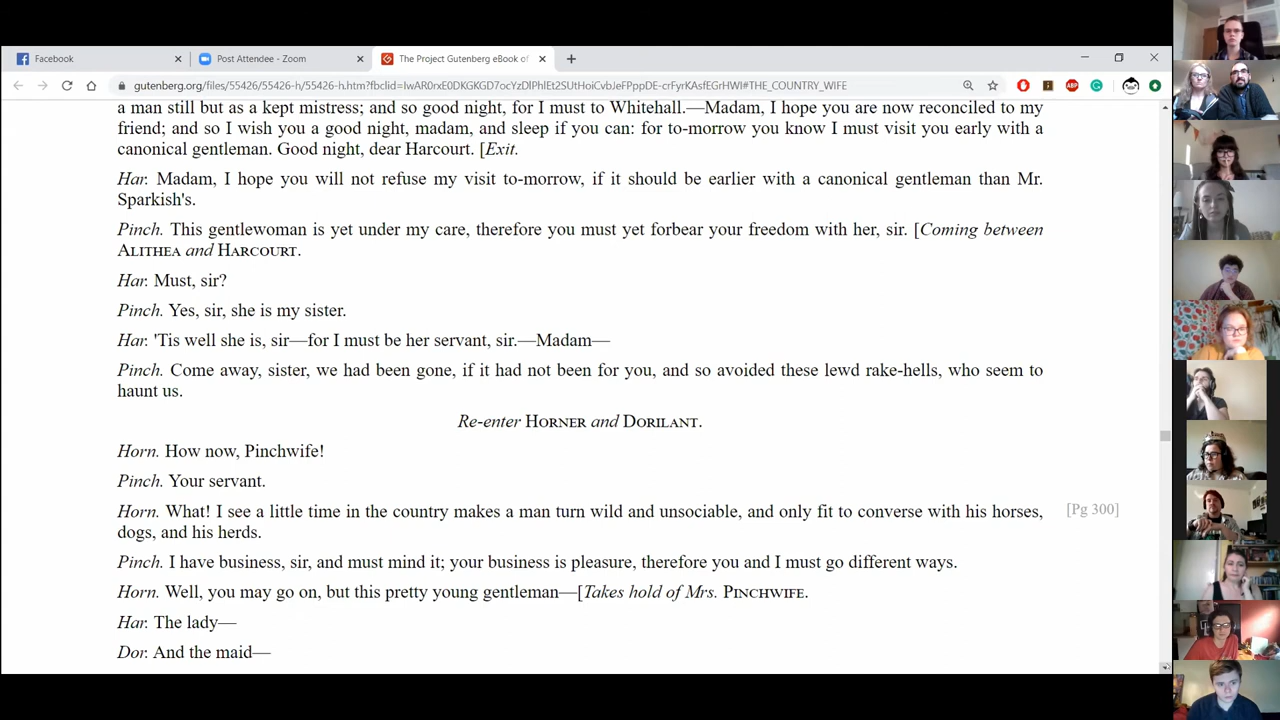 Facebook
Post Attendee - Zoom
The Project Gutenberg eBook of
gutenberg.org/files/55426-h/55426-h.htm?fbclid=IwAR0rxE0DKGKGD7ocYzDlPhlEt2SUtHoiCvbJeFPppDE-crFyrKAsfEGrHWI#THE_COUNTRY_WIFE
a man still but as a kept mistress; and so good night, for I must to Whitehall.—Madam, I hope you are now reconciled to my
friend; and so I wish you a good night, madam, and sleep if you can: for to-morrow you know I must visit you early with a
canonical gentleman. Good night, dear Harcourt. [Exit.
Har. Madam, I hope you will not refuse my visit to-morrow, if it should be earlier with a canonical gentleman than Mr.
Sparkish's.
Pinch. This gentlewoman is yet under my care, therefore you must yet forbear your freedom with her, sir. [Coming between
ALITHEA and HARCOURT.
Har. Must, sir?
Pinch. Yes, sir, she is my sister.
Har. 'Tis well she is, sir—for I must be her servant, sir.—Madam—
Pinch. Come away, sister, we had been gone, if it had not been for you, and so avoided these lewd rake-hells, who seem to
haunt us.
Re-enter HORNER and DORILANT.
Horn. How now, Pinchwife!
Pinch. Your servant.
Horn. What! I see a little time in the country makes a man turn wild and unsociable, and only fit to converse with his horses,
dogs, and his herds.
[Pg 300]
Pinch. I have business, sir, and must mind it; your business is pleasure, therefore you and I must go different ways.
Horn. Well, you may go on, but this pretty young gentleman—[Takes hold of Mrs. PINCHWIFE.
Har. The lady—
Dor. And the maid—